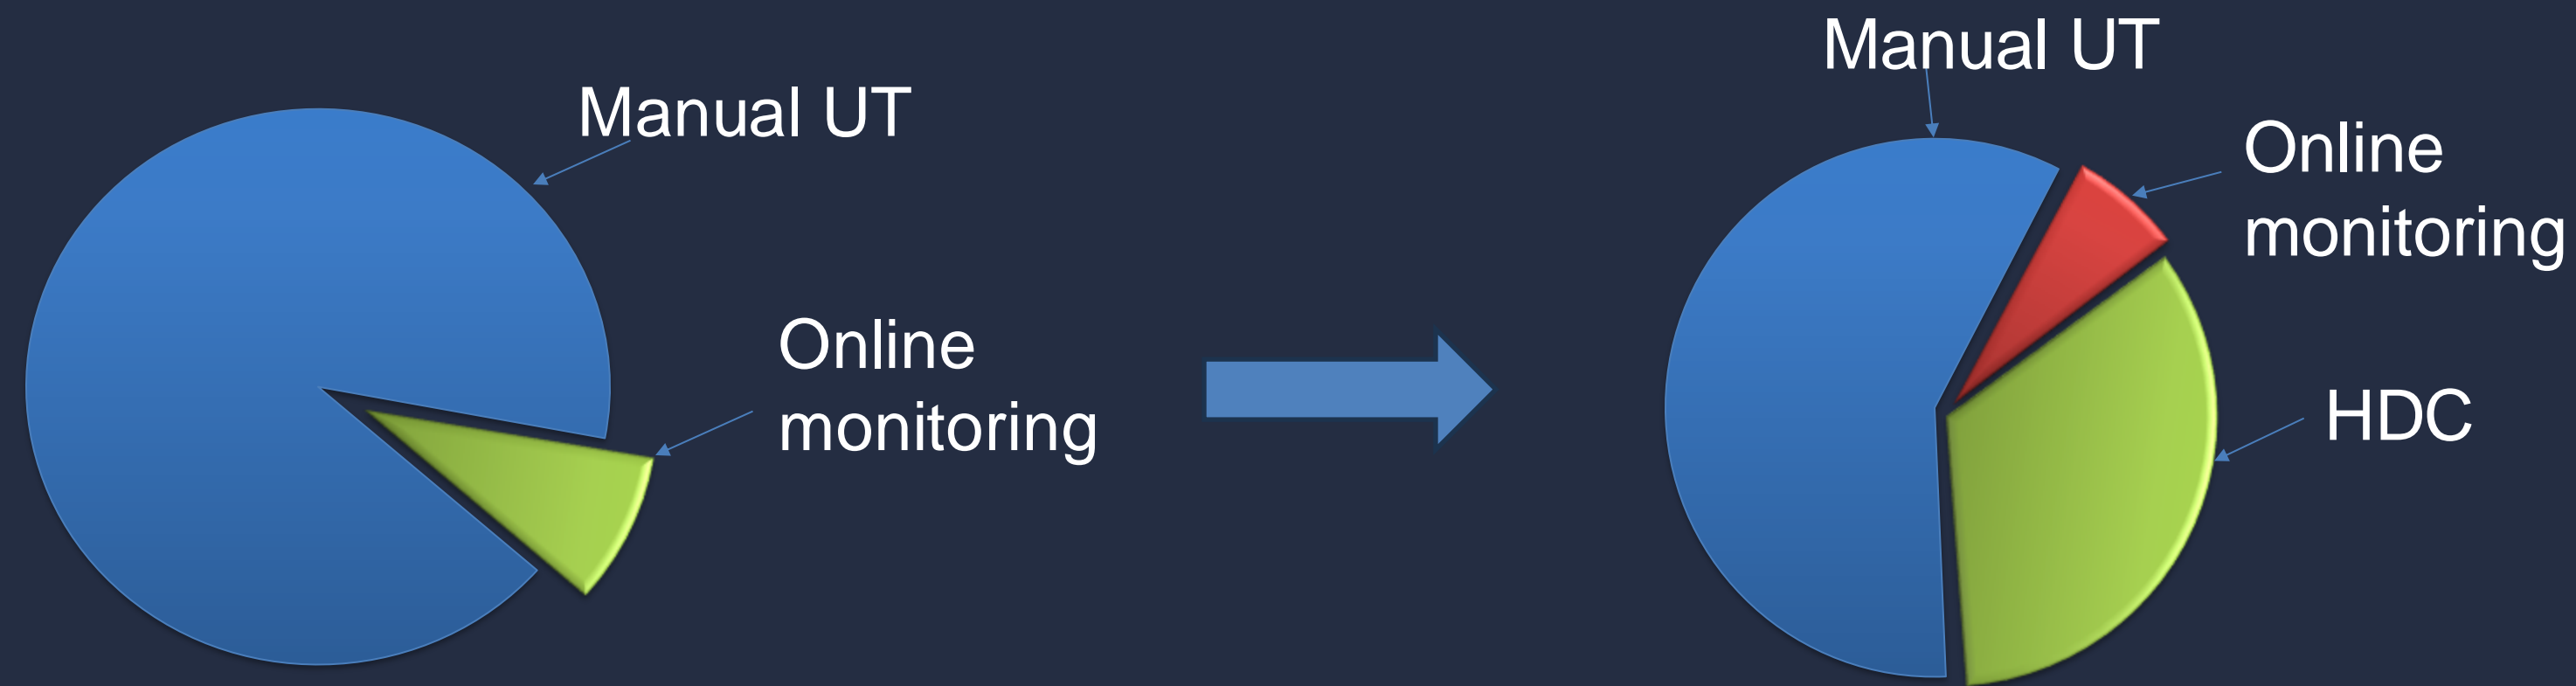 Manual UT
Online
monitoring
Manual UT
Online
monitoring
HDC